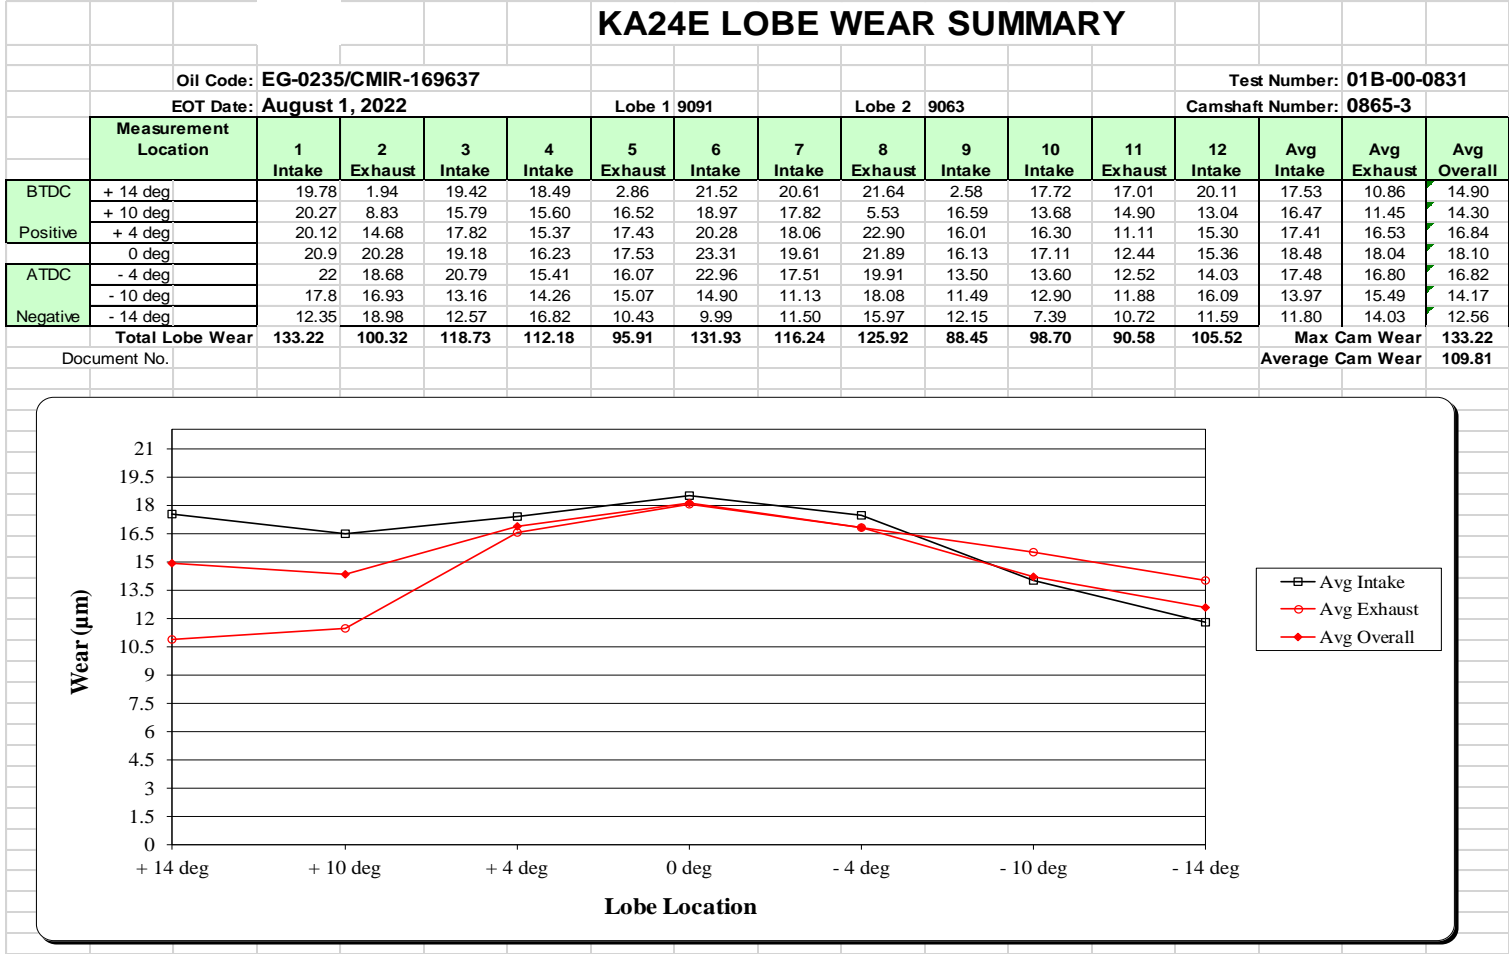 KA24E LOBE WEAR SUMMARY
Oil Code: EG-0235/CMIR-169637 Test Number: 01B-00-0831
EOT Date: August 1, 2022 Lobe 1 9091 Lobe 2 9063 Camshaft Number: 0865-3
Measurement
Location 1 2 3 4 5 6 7 8 9 10 11 12 Avg Avg Avg
Intake Exhaust Intake Intake Exhaust Intake Intake Exhaust Intake Intake Exhaust Intake Intake Exhaust Overall
BTDC + 14 deg 19.78 1.94 19.42 18.49 2.86 21.52 20.61 21.64 2.58 17.72 17.01 20.11 17.53 10.86 14.90
+ 10 deg 20.27 8.83 15.79 15.60 16.52 18.97 17.82 5.53 16.59 13.68 14.90 13.04 16.47 11.45 14.30
Positive + 4 deg 20.12 14.68 17.82 15.37 17.43 20.28 18.06 22.90 16.01 16.30 11.11 15.30 17.41 16.53 16.84
0 deg 20.9 20.28 19.18 16.23 17.53 23.31 19.61 21.89 16.13 17.11 12.44 15.36 18.48 18.04 18.10
ATDC - 4 deg 22 18.68 20.79 15.41 16.07 22.96 17.51 19.91 13.50 13.60 12.52 14.03 17.48 16.80 16.82
- 10 deg 17.8 16.93 13.16 14.26 15.07 14.90 11.13 18.08 11.49 12.90 11.88 16.09 13.97 15.49 14.17
Negative - 14 deg 12.35 18.98 12.57 16.82 10.43 9.99 11.50 15.97 12.15 7.39 10.72 11.59 11.80 14.03 12.56
Total Lobe Wear 133.22 100.32 118.73 112.18 95.91 131.93 116.24 125.92 88.45 98.70 90.58 105.52 Max Cam Wear 133.22
Document No. Average Cam Wear 109.81
21
19.5
18
16.5
15
13.5
12
10.5
9
7.5
6
4.5
3
1.5
0
Wear (µm)
+ 14 deg + 10 deg + 4 deg 0 deg - 4 deg - 10 deg - 14 deg
Lobe Location
Avg Intake
Avg Exhaust
Avg Overall